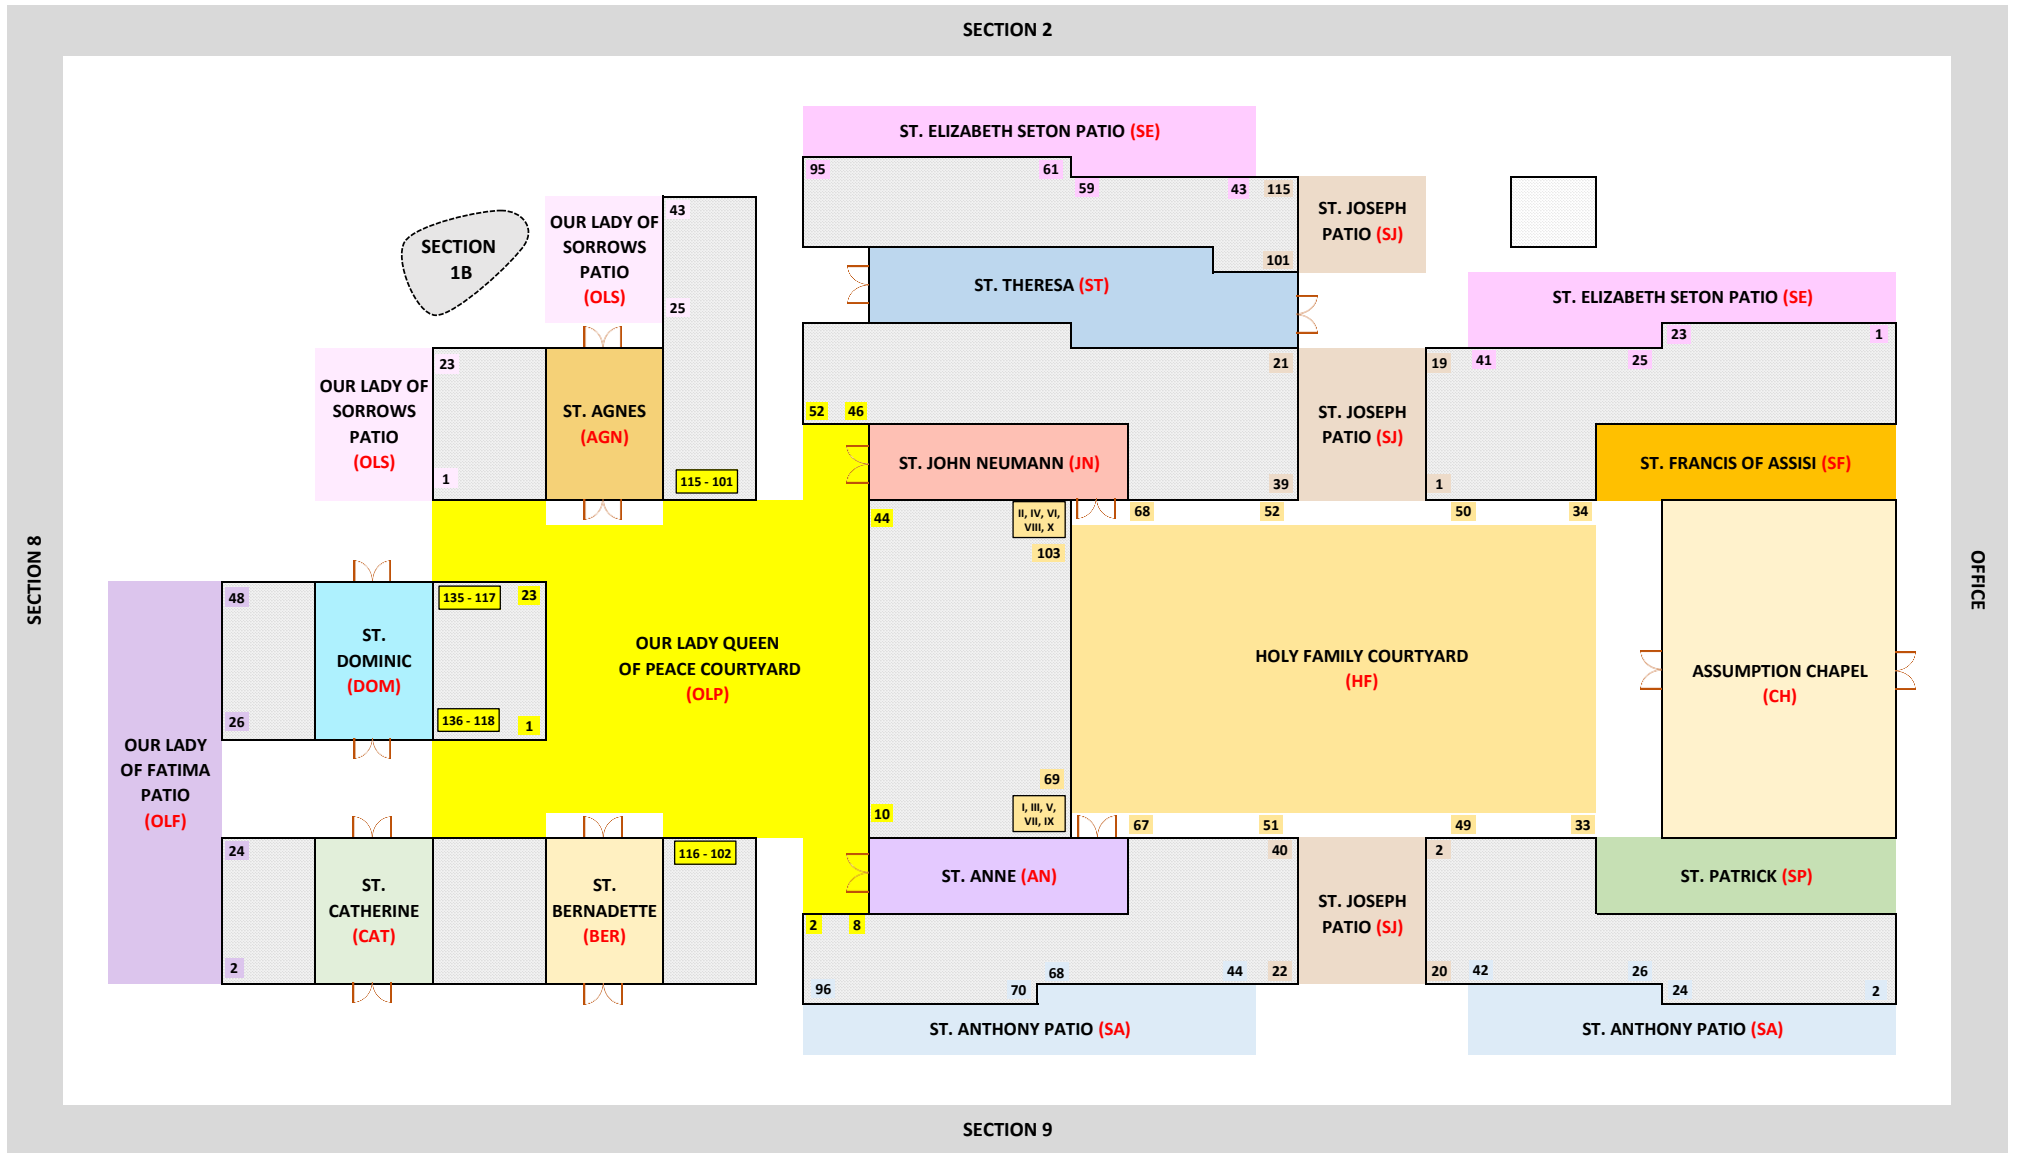 SECTION 2
ST. ELIZABETH SETON PATIO (SE)
95
61
59
43
115
101
ST. JOSEPH
PATIO (SJ)
OUR LADY OF
SORROWS
PATIO
(OLS)
43
25
SECTION
1B
ST. THERESA (ST)
ST. ELIZABETH SETON PATIO (SE)
23
1
41
25
OUR LADY OF
SORROWS
PATIO
(OLS)
23
1
ST. AGNES
(AGN)
115 - 101
52
46
21
39
ST. JOSEPH
PATIO (SJ)
19
1
ST. JOHN NEUMANN (JN)
ST. FRANCIS OF ASSISI (SF)
44
II, IV, VI,
VIII, X
103
68
52
50
34
SECTION 8
OFFICE
48
26
ST.
DOMINIC
(DOM)
135 - 117
23
136 - 118
1
OUR LADY QUEEN
OF PEACE COURTYARD
(OLP)
HOLY FAMILY COURTYARD
(HF)
ASSUMPTION CHAPEL
(CH)
OUR LADY
OF FATIMA
PATIO
(OLF)
10
69
I, III, V,
VII, IX
67
51
49
33
24
2
ST.
CATHERINE
(CAT)
ST.
BERNADETTE
(BER)
116 - 102
ST. ANNE (AN)
40
22
ST. JOSEPH
PATIO (SJ)
2
20
ST. PATRICK (SP)
2
8
96
70
68
44
42
26
24
2
ST. ANTHONY PATIO (SA)
ST. ANTHONY PATIO (SA)
SECTION 9